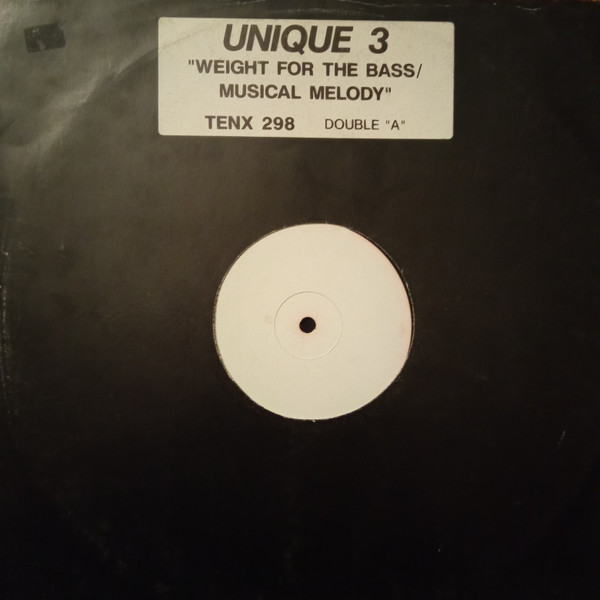 UNIQUE 3
"WEIGHT FOR THE BASS/
MUSICAL MELODY"
TENX 298 DOUBLE "A"